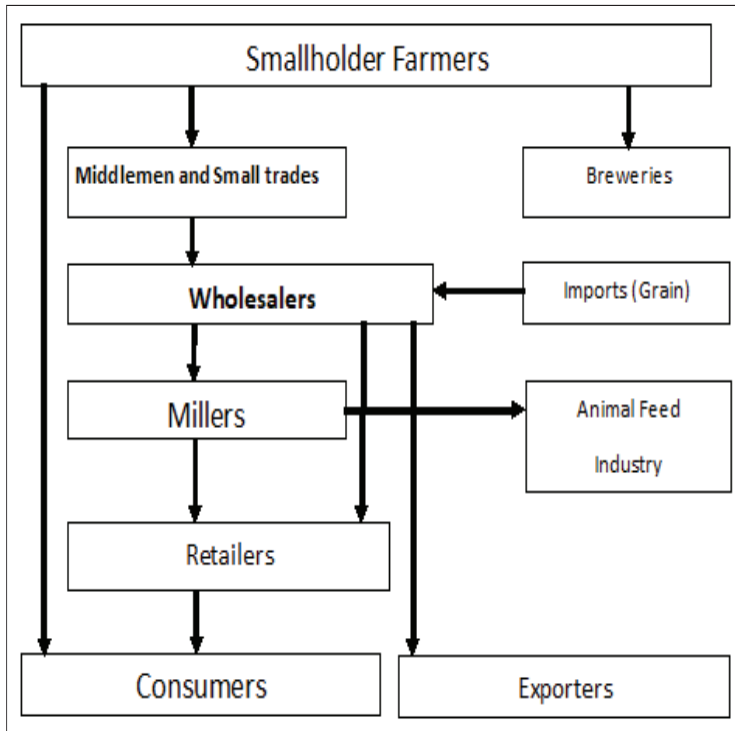 Smallholder Farmers
Middlemen and Small trades
Breweries
Wholesalers
Imports (Grain)
Millers
Animal Feed
Industry
Retailers
Consumers
Exporters